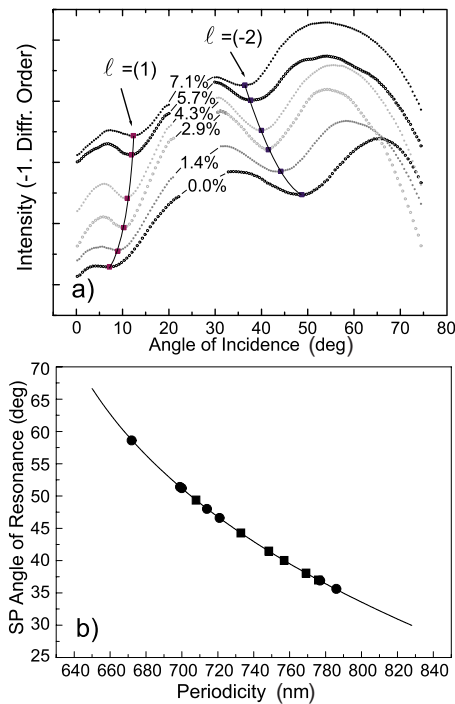 ℓ =(-2)
ℓ =(1)
7.1%
5.7%
4.3%
2.9%
1.4%
0.0%
Intensity (-1. Diffr. Order)
a)
0 10 20 30 40 50 60 70 80
Angle of Incidence (deg)
70
65
60
55
50
45
40
35
30
25
SP Angle of Resonance (deg)
b)
640 660 680 700 720 740 760 780 800 820 840
Periodicity (nm)